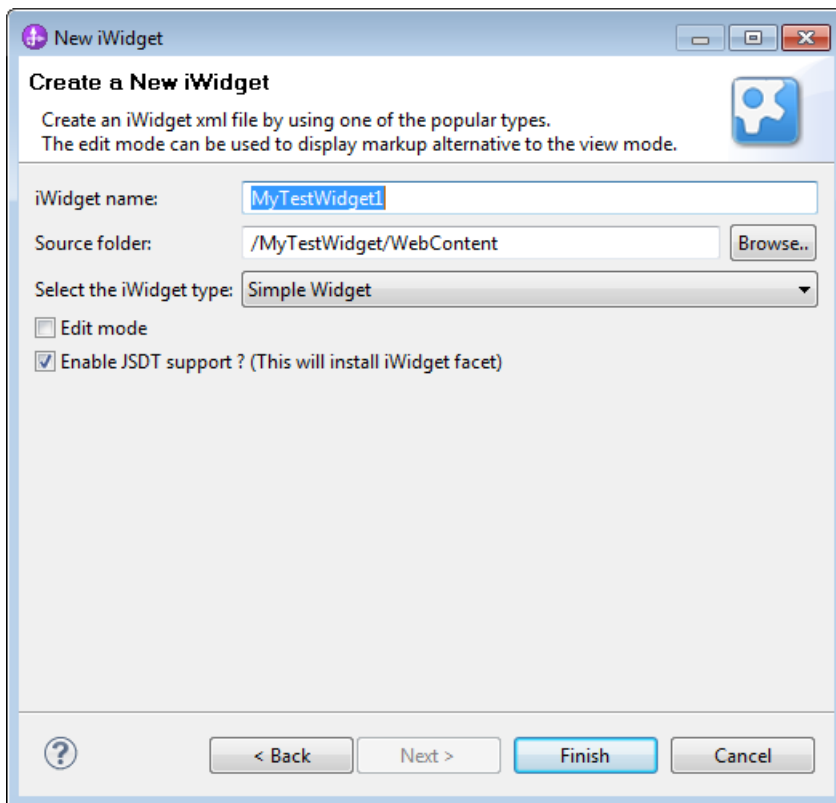 New iWidget
Create a New iWidget
Create an iWidget xml file by using one of the popular types.
The edit mode can be used to display markup alternative to the view mode.
iWidget name: MyTestWidget1
Source folder: /MyTestWidget/WebContent Browse..
Select the iWidget type: Simple Widget
Edit mode
Enable JSDT support ? (This will install iWidget facet)
? < Back Next > Finish Cancel